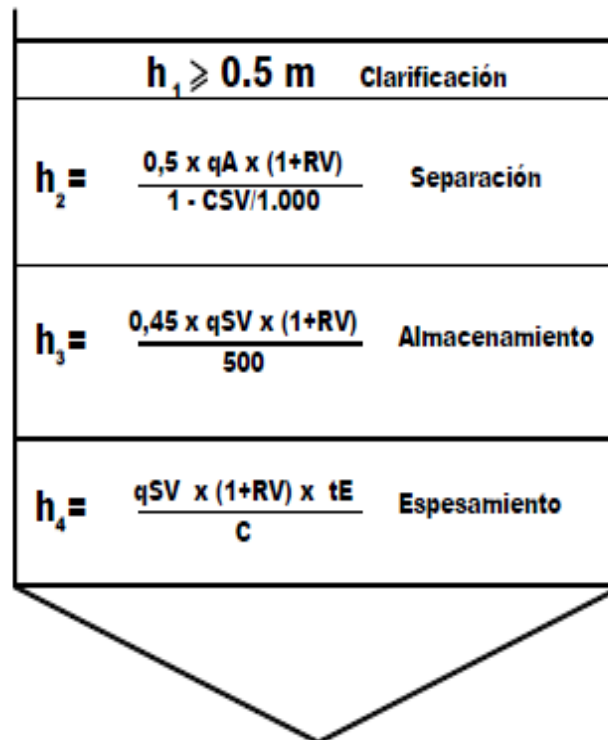 h₁ ⩾ 0.5 m Clarificación
h₂= 0,5 x qA x (1+RV) Separación
1 - CSV/1.000
h₃= 0,45 x qSV x (1+RV) Almacenamiento
500
h₄= qSV x (1+RV) x tE Espesamiento
C